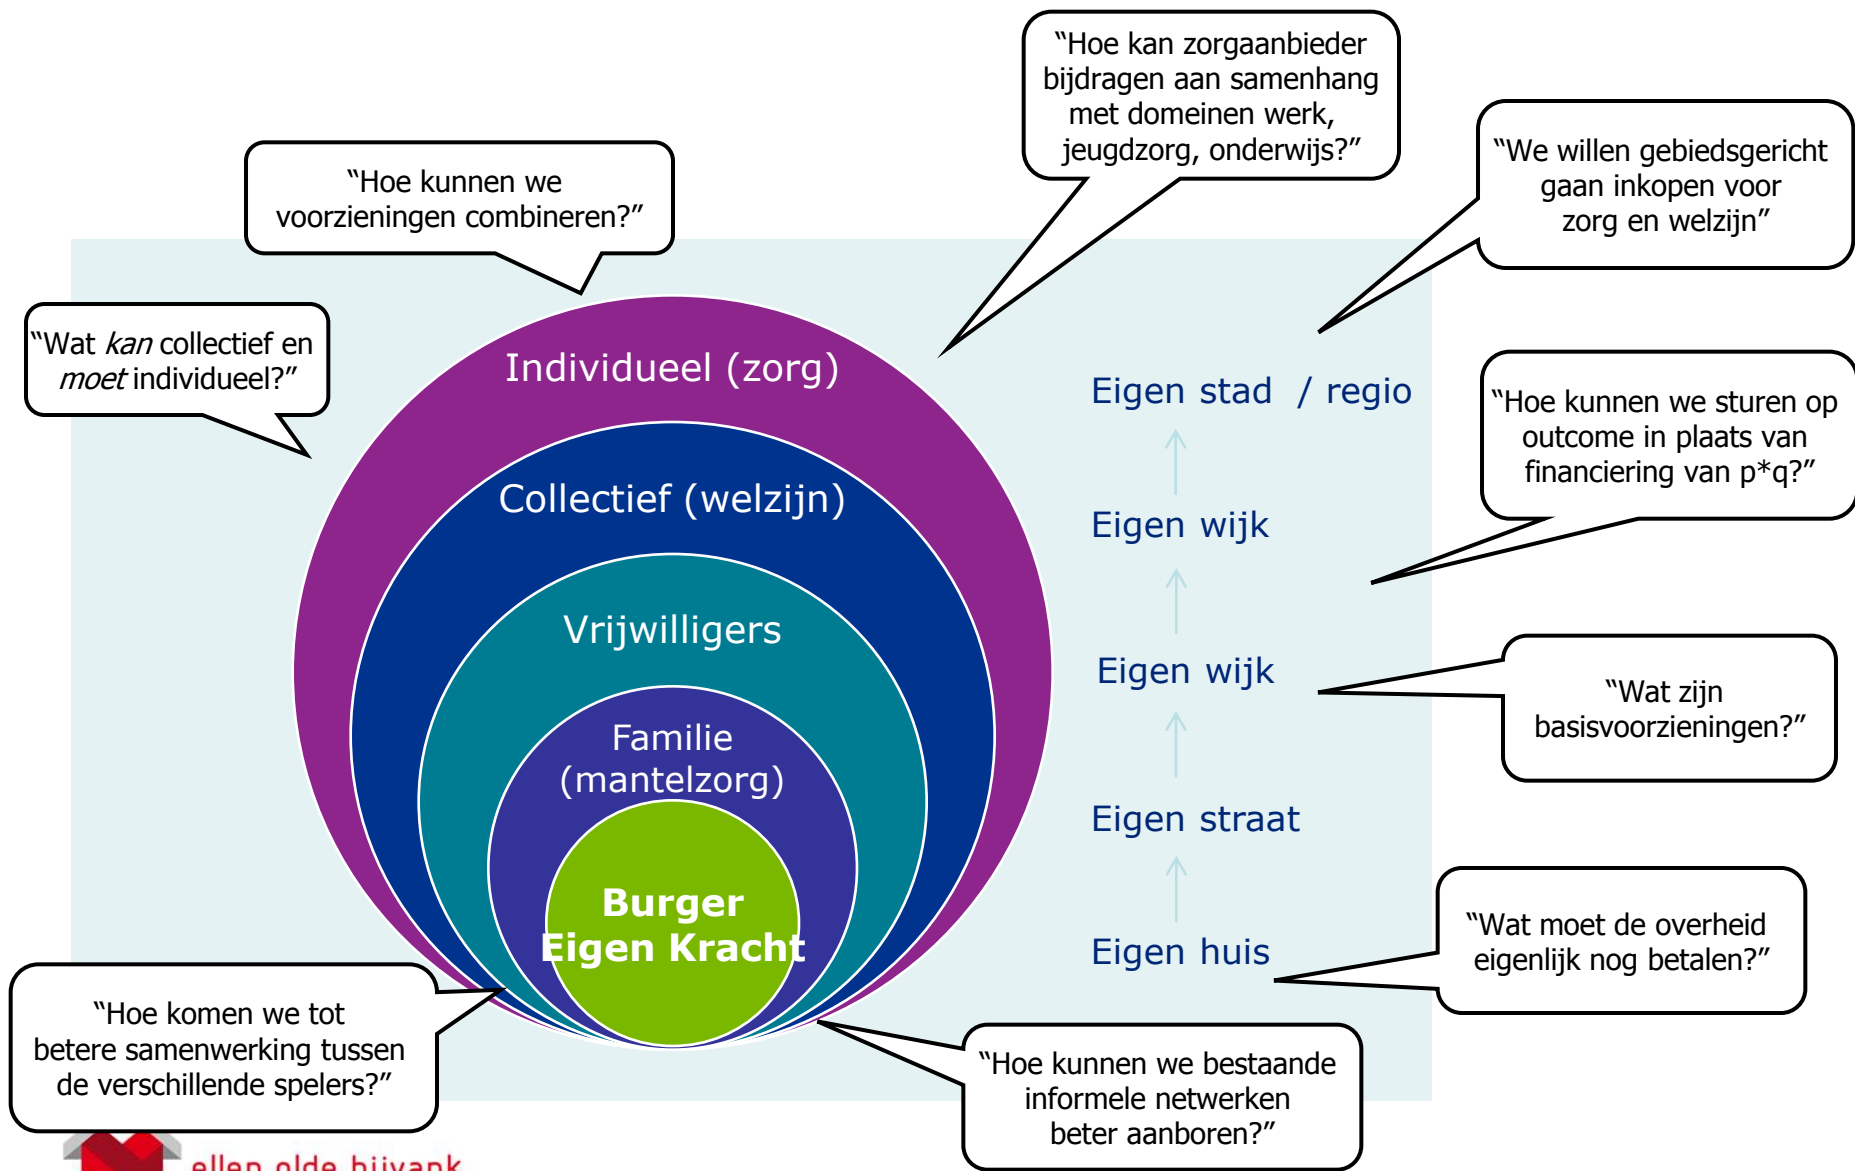 “Hoe kan zorgaanbieder
bijdragen aan samenhang
met domeinen werk,
jeugdzorg, onderwijs?”
“We willen gebiedsgericht
gaan inkopen voor
zorg en welzijn”
“Hoe kunnen we
voorzieningen combineren?”
“Wat kan collectief en
moet individueel?”
Individueel (zorg)
Collectief (welzijn)
Vrijwilligers
Familie
(mantelzorg)
Burger
Eigen Kracht
Eigen stad / regio
Eigen wijk
Eigen wijk
Eigen straat
Eigen huis
“Hoe kunnen we sturen op
outcome in plaats van
financiering van p*q?”
“Wat zijn
basisvoorzieningen?”
“Wat moet de overheid
eigenlijk nog betalen?”
“Hoe komen we tot
betere samenwerking tussen
de verschillende spelers?”
“Hoe kunnen we bestaande
informele netwerken
beter aanboren?”
ellen olde bijvank